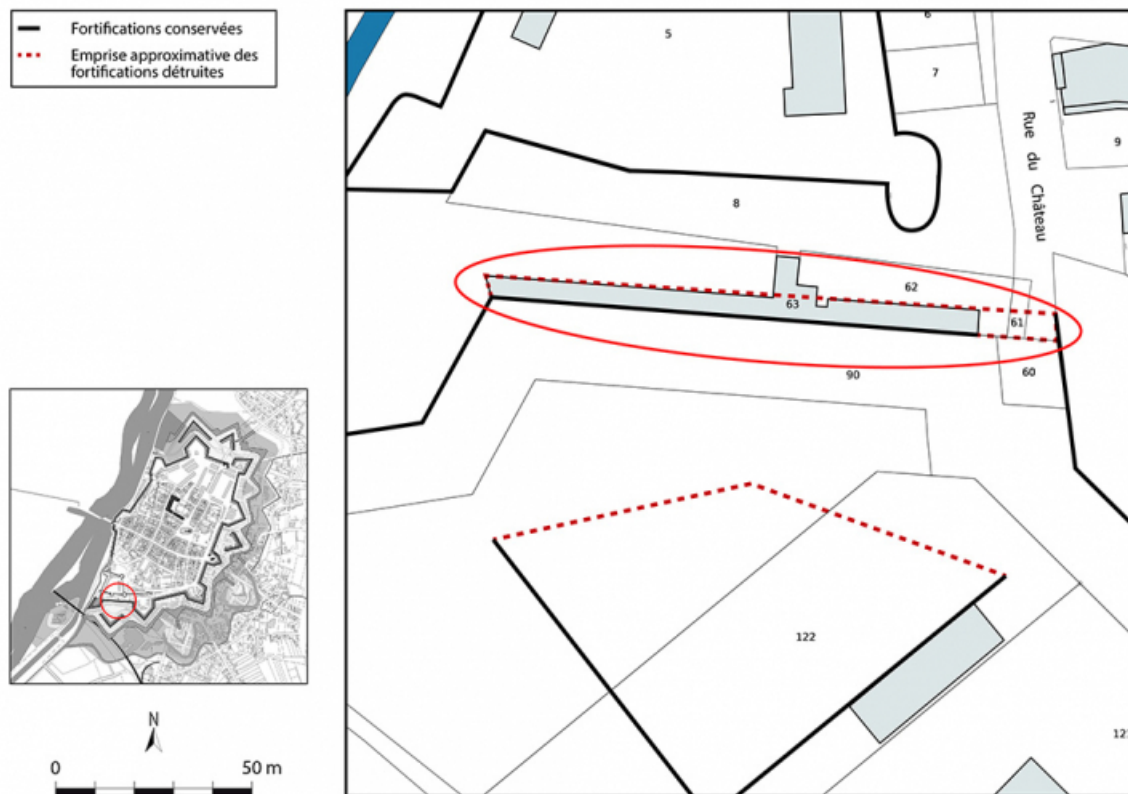 Fortifications conservées
Emprise approximative des
fortifications détruites
N
0 50 m
6
5
7
9
Rue du Château
8
62
63
61
60
90
122